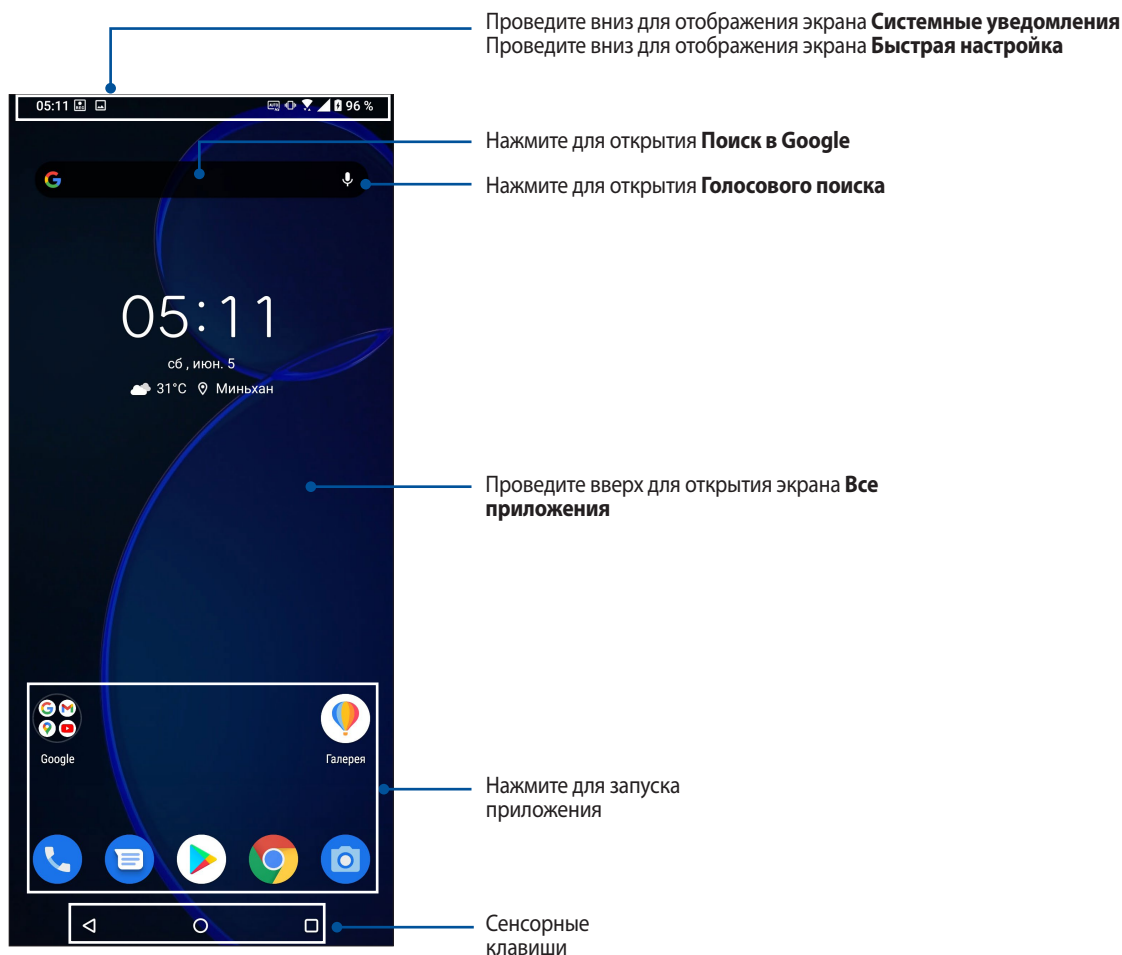 Проведите вниз для отображения экрана Системные уведомления
Проведите вниз для отображения экрана Быстрая настройка
05:11 96 %
Нажмите для открытия Поиск в Google
Нажмите для открытия Голосового поиска
05:11
сб , июн. 5
31°C Миньхан
Проведите вверх для открытия экрана Все
приложения
Google
Галерея
Нажмите для запуска
приложения
Сенсорные
клавиши